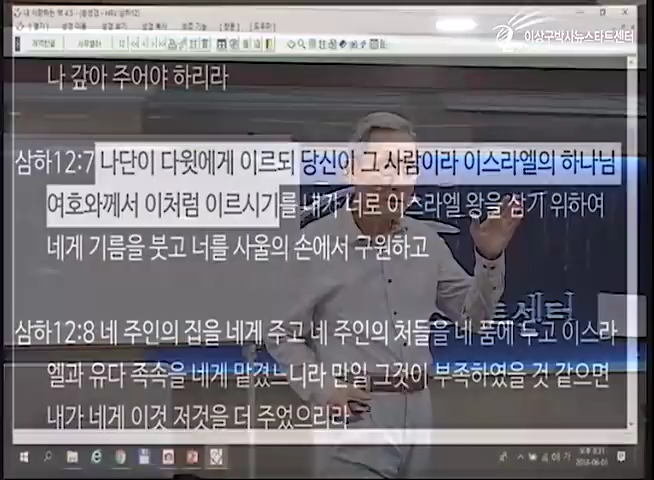 이상구박사뉴스타트센터
나 갚아 주어야 하리라
삼하12:7 나단이 다윗에게 이르되 당신이 그 사람이라 이스라엘의 하나님
여호와께서 이처럼 이르시기를 내가 너로 이스라엘 왕을 삼기 위하여
네게 기름을 붓고 너를 사울의 손에서 구원하고
삼하12:8 네 주인의 집을 네게 주고 네 주인의 처들을 네 품에 두고 이스라
엘과 유다 족속을 네게 맡겼느니라 만일 그것이 부족하였을 것 같으면
내가 네게 이것 저것을 더 주었으리라
트센터
2018-06-01